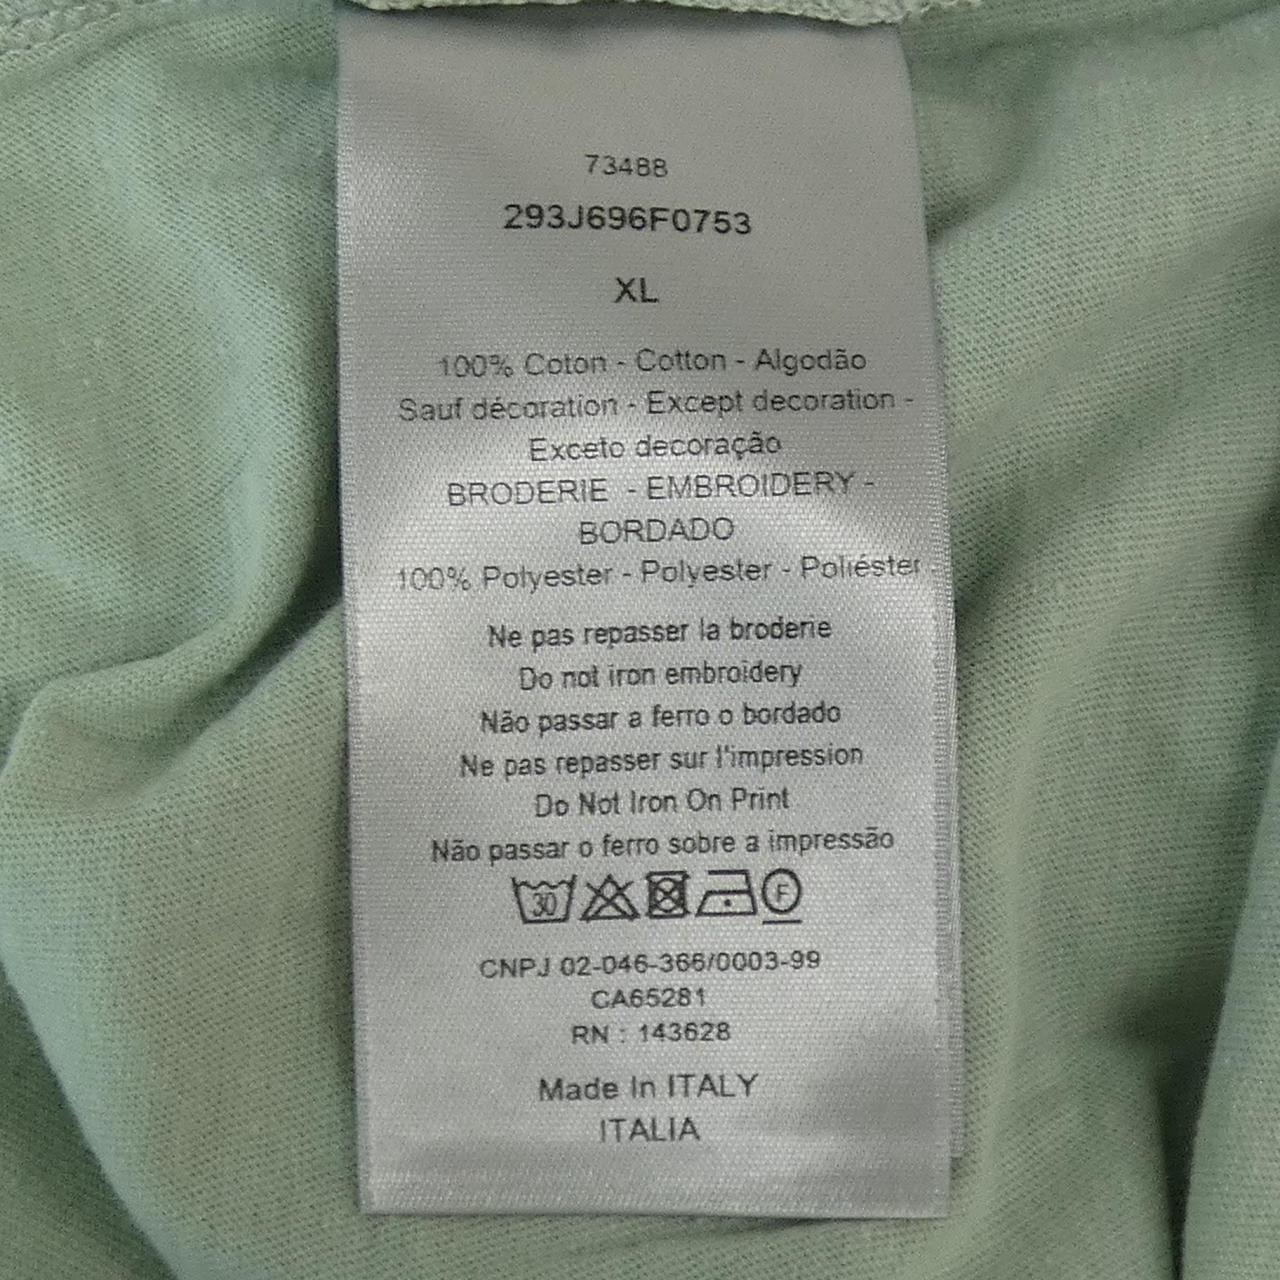 73488
293J696F0753
XL
100% Coton - Cotton - Algodão
Sauf décoration - Except decoration -
Exceto decoração
BRODERIE - EMBROIDERY -
BORDADO
100% Polyester - Polyester - Poliéster
Ne pas repasser la broderie
Do not iron embroidery
Não passar a ferro o bordado
Ne pas repasser sur l'impression
Do Not Iron On Print
Não passar o ferro sobre a impressão
30 F
CNPJ 02-046-366/0003-99
CA65281
RN : 143628
Made In ITALY
ITALIA